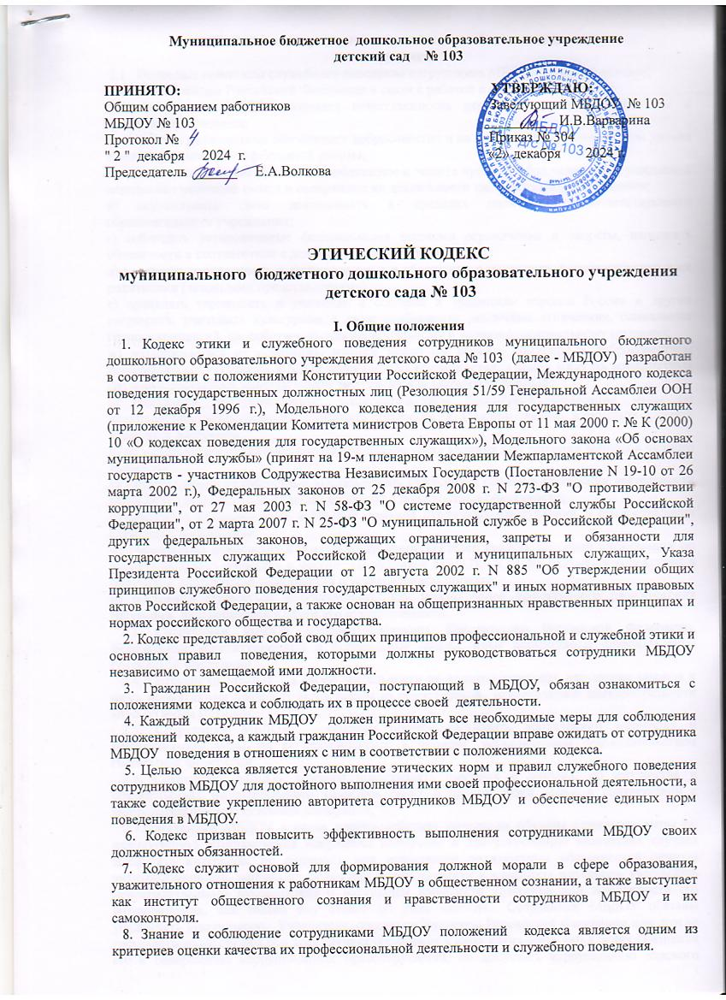 Муниципальное бюджетное дошкольное образовательное учреждение
детский сад № 103
ПРИНЯТО:
Общим собранием работников
МБДОУ № 103
Протокол № 4
" 2 " декабря 2024 г.
Председатель Е.А.Волкова
УТВЕРЖДАЮ:
Заведующий МБДОУ № 103
И.В.Варварина
Приказ № 304
«2» декабря 2024 г.
МБДОУ
д/с № 103
ЭТИЧЕСКИЙ КОДЕКС
муниципального бюджетного дошкольного образовательного учреждения
детского сада № 103
I. Общие положения
1. Кодекс этики и служебного поведения сотрудников муниципального бюджетного
дошкольного образовательного учреждения детского сада № 103 (далее - МБДОУ) разработан
в соответствии с положениями Конституции Российской Федерации, Международного кодекса
поведения государственных должностных лиц (Резолюция 51/59 Генеральной Ассамблеи ООН
от 12 декабря 1996 г.), Модельного кодекса поведения для государственных служащих
(приложение к Рекомендации Комитета министров Совета Европы от 11 мая 2000 г. № К (2000)
10 «О кодексах поведения для государственных служащих»), Модельного закона «Об основах
муниципальной службы» (принят на 19-м пленарном заседании Межпарламентской Ассамблеи
государств - участников Содружества Независимых Государств (Постановление N 19-10 от 26
марта 2002 г.), Федеральных законов от 25 декабря 2008 г. N 273-ФЗ "О противодействии
коррупции", от 27 мая 2003 г. N 58-ФЗ "О системе государственной службы Российской
Федерации", от 2 марта 2007 г. N 25-ФЗ "О муниципальной службе в Российской Федерации",
других федеральных законов, содержащих ограничения, запреты и обязанности для
государственных служащих Российской Федерации и муниципальных служащих, Указа
Президента Российской Федерации от 12 августа 2002 г. N 885 "Об утверждении общих
принципов служебного поведения государственных служащих" и иных нормативных правовых
актов Российской Федерации, а также основан на общепризнанных нравственных принципах и
нормах российского общества и государства.
2. Кодекс представляет собой свод общих принципов профессиональной и служебной этики и
основных правил поведения, которыми должны руководствоваться сотрудники МБДОУ
независимо от замещаемой ими должности.
3. Гражданин Российской Федерации, поступающий в МБДОУ, обязан ознакомиться с
положениями кодекса и соблюдать их в процессе своей деятельности.
4. Каждый сотрудник МБДОУ должен принимать все необходимые меры для соблюдения
положений кодекса, а каждый гражданин Российской Федерации вправе ожидать от сотрудника
МБДОУ поведения в отношениях с ним в соответствии с положениями кодекса.
5. Целью кодекса является установление этических норм и правил служебного поведения
сотрудников МБДОУ для достойного выполнения ими своей профессиональной деятельности, а
также содействие укреплению авторитета сотрудников МБДОУ и обеспечение единых норм
поведения в МБДОУ.
6. Кодекс призван повысить эффективность выполнения сотрудниками МБДОУ своих
должностных обязанностей.
7. Кодекс служит основой для формирования должной морали в сфере образования,
уважительного отношения к работникам МБДОУ в общественном сознании, а также выступает
как институт общественного сознания и нравственности сотрудников МБДОУ и их
самоконтроля.
8. Знание и соблюдение сотрудниками МБДОУ положений кодекса является одним из
критериев оценки качества их профессиональной деятельности и служебного поведения.